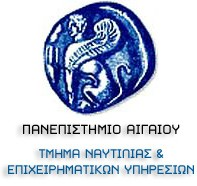 ΠΑΝΕΠΙΣΤΗΜΙΟ ΑΙΓΑΙΟΥ
ΤΜΗΜΑ ΝΑΥΤΙΛΙΑΣ &
ΕΠΙΧΕΙΡΗΜΑΤΙΚΩΝ ΥΠΗΡΕΣΙΩΝ